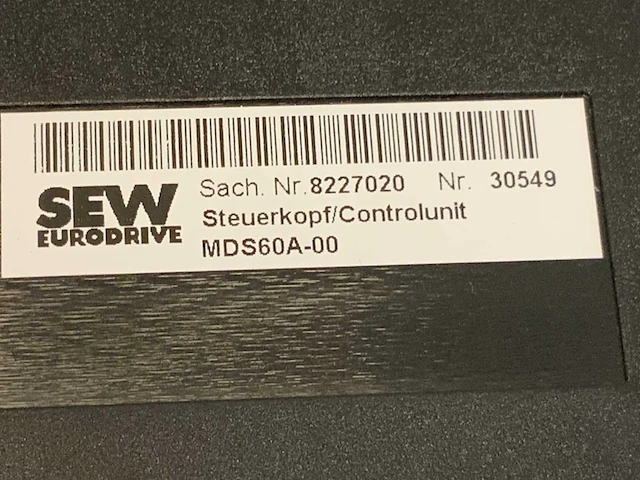 SEW
EURODRIVE
Sach. Nr.8227020 Nr. 30549
Steuerkopf/Controlunit
MDS60A-00